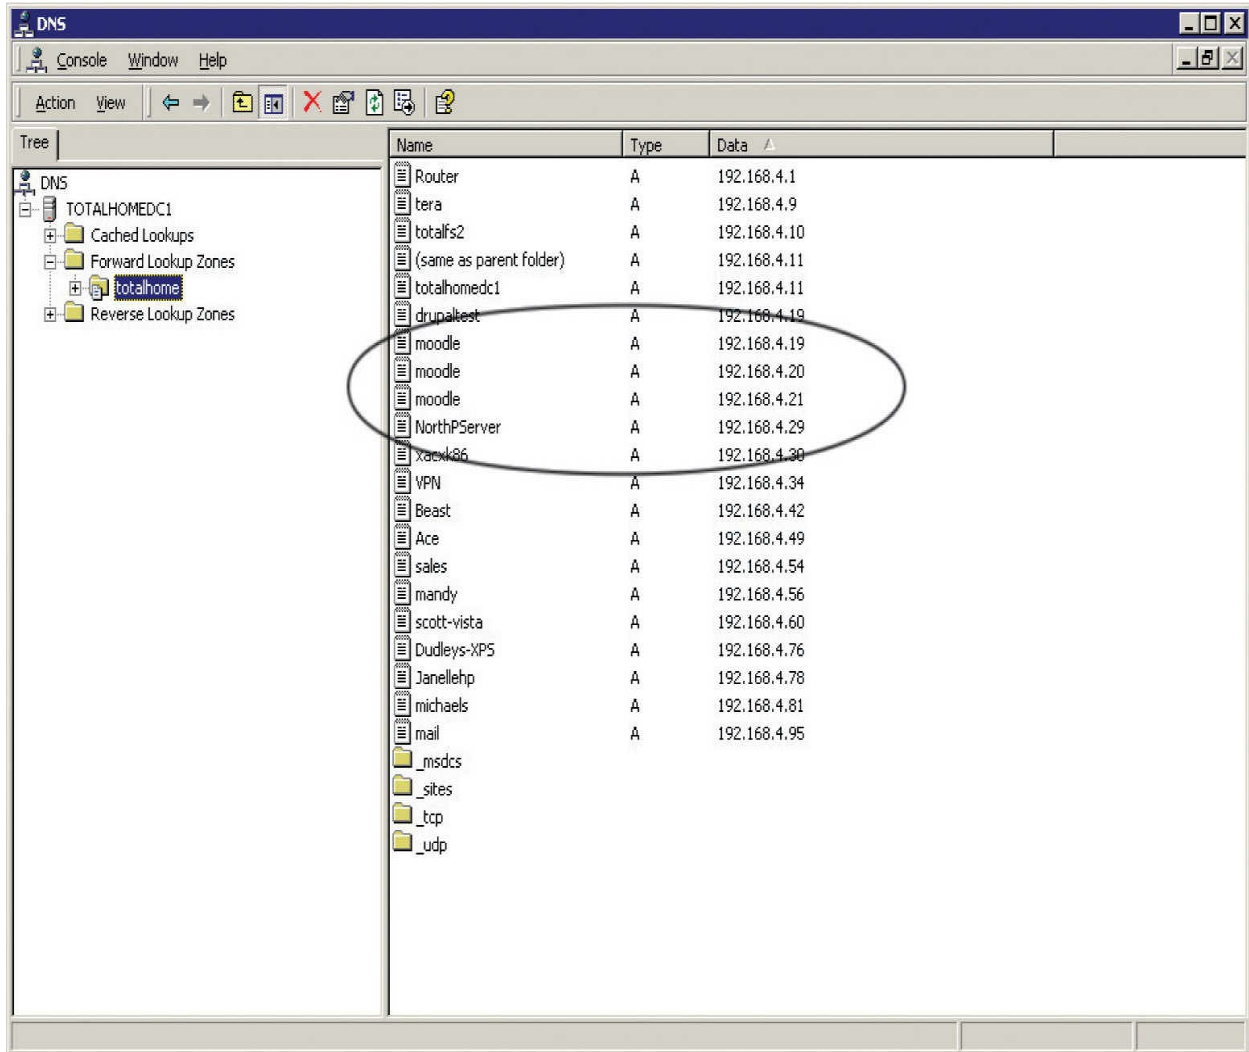 DNS
Console Window Help
Action View
Tree
DNS
TOTALHOMEDC1
Cached Lookups
Forward Lookup Zones
totalhome
Reverse Lookup Zones
Name Type Data
Router A 192.168.4.1
tera A 192.168.4.9
totalfs2 A 192.168.4.10
(same as parent folder) A 192.168.4.11
totalhomedc1 A 192.168.4.11
drupaltest A 192.168.4.19
moodle A 192.168.4.19
moodle A 192.168.4.20
moodle A 192.168.4.21
NorthPServer A 192.168.4.29
xacxk86 A 192.168.4.30
VPN A 192.168.4.34
Beast A 192.168.4.42
Ace A 192.168.4.49
sales A 192.168.4.54
mandy A 192.168.4.56
scott-vista A 192.168.4.60
Dudleys-XPS A 192.168.4.76
Janellehp A 192.168.4.78
michaels A 192.168.4.81
mail A 192.168.4.95
_msdcs
_sites
_tcp
_udp